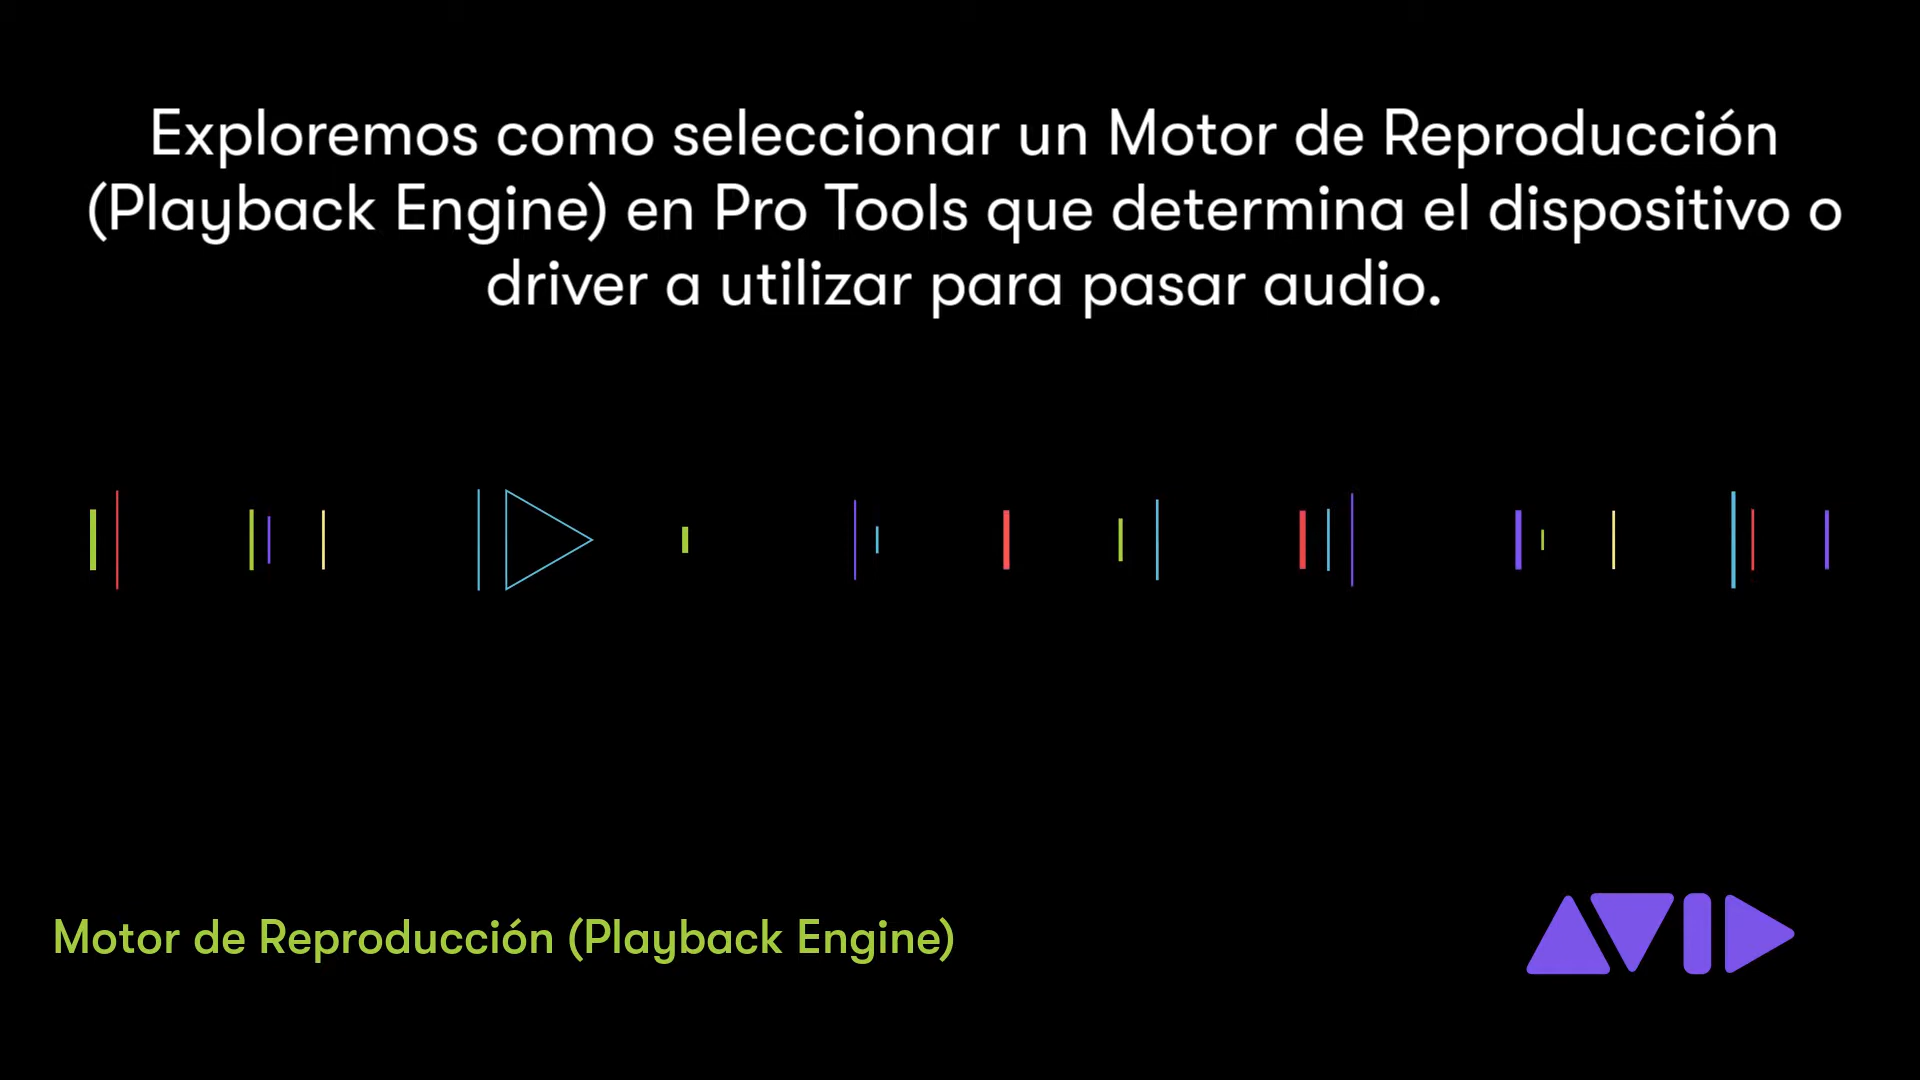 Exploremos como seleccionar un Motor de Reproducción
(Playback Engine) en Pro Tools que determina el dispositivo o
driver a utilizar para pasar audio.
Motor de Reproducción (Playback Engine)
AVID